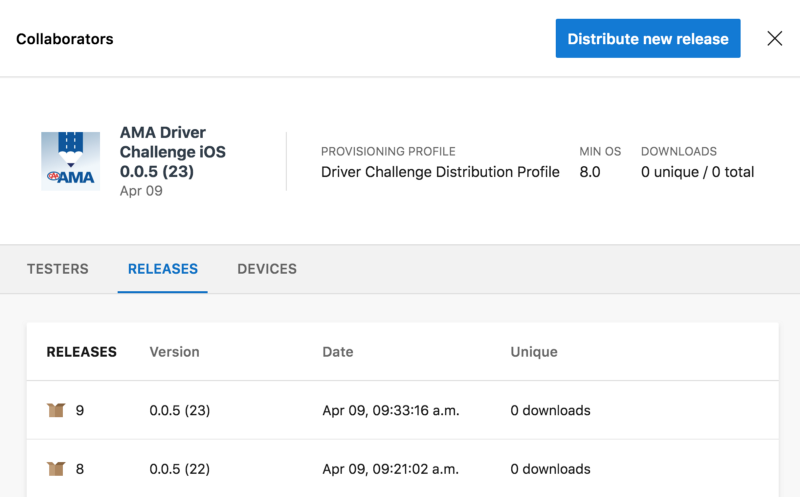 Collaborators
Distribute new release
AMA Driver
Challenge iOS
0.0.5 (23)
Apr 09
AMA
PROVISIONING PROFILE
Driver Challenge Distribution Profile
MIN OS
8.0
DOWNLOADS
0 unique / 0 total
TESTERS RELEASES DEVICES
RELEASES Version Date Unique
9 0.0.5 (23) Apr 09, 09:33:16 a.m. 0 downloads
8 0.0.5 (22) Apr 09, 09:21:02 a.m. 0 downloads